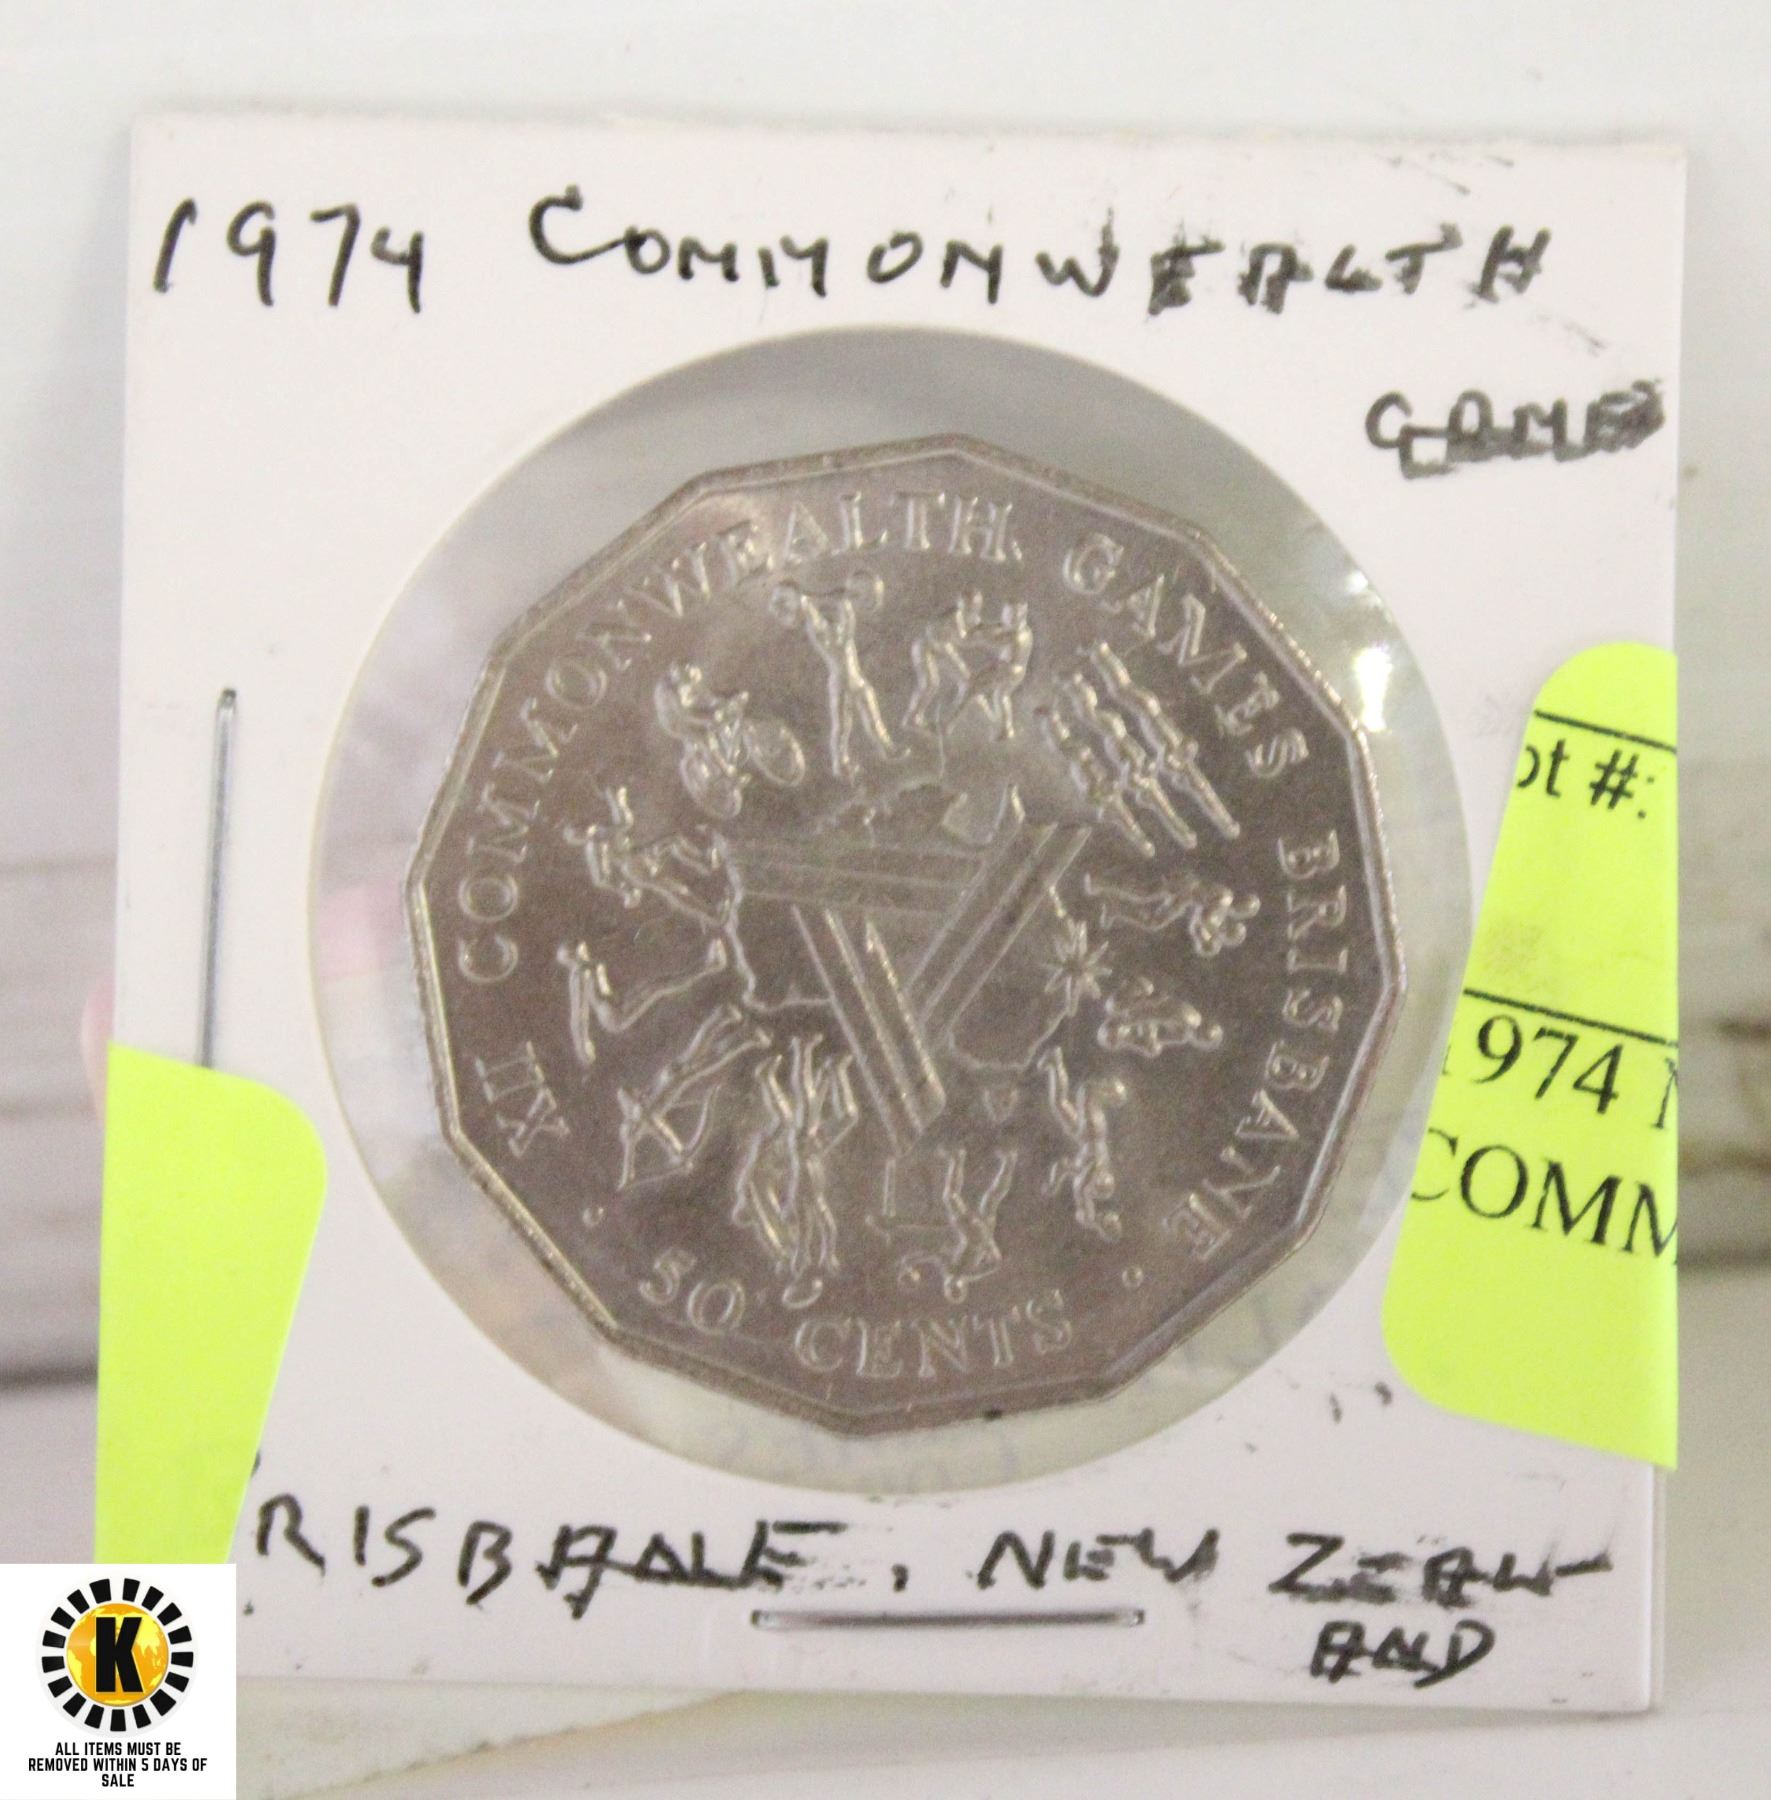 1974 COMMONWEALTH
GAMES
XII COMMONWEALTH GAMES BRISBANE
50 CENTS
ot #:
1974 N
COMM
RISBANE, NEW ZEAL-
AND
K
ALL ITEMS MUST BE
REMOVED WITHIN 5 DAYS OF
SALE